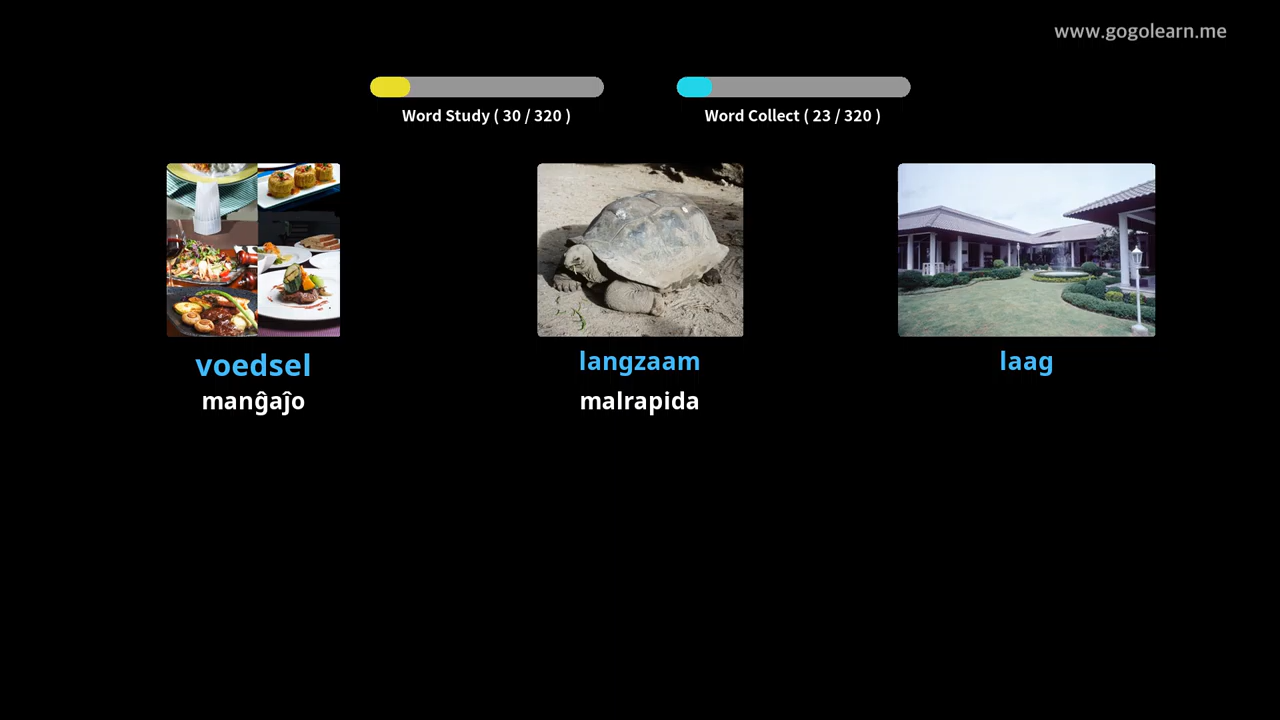 www.gogolearn.me
Word Study ( 30 / 320 )
Word Collect ( 23 / 320 )
voedsel
langzaam
laag
manĝaĵo
malrapida